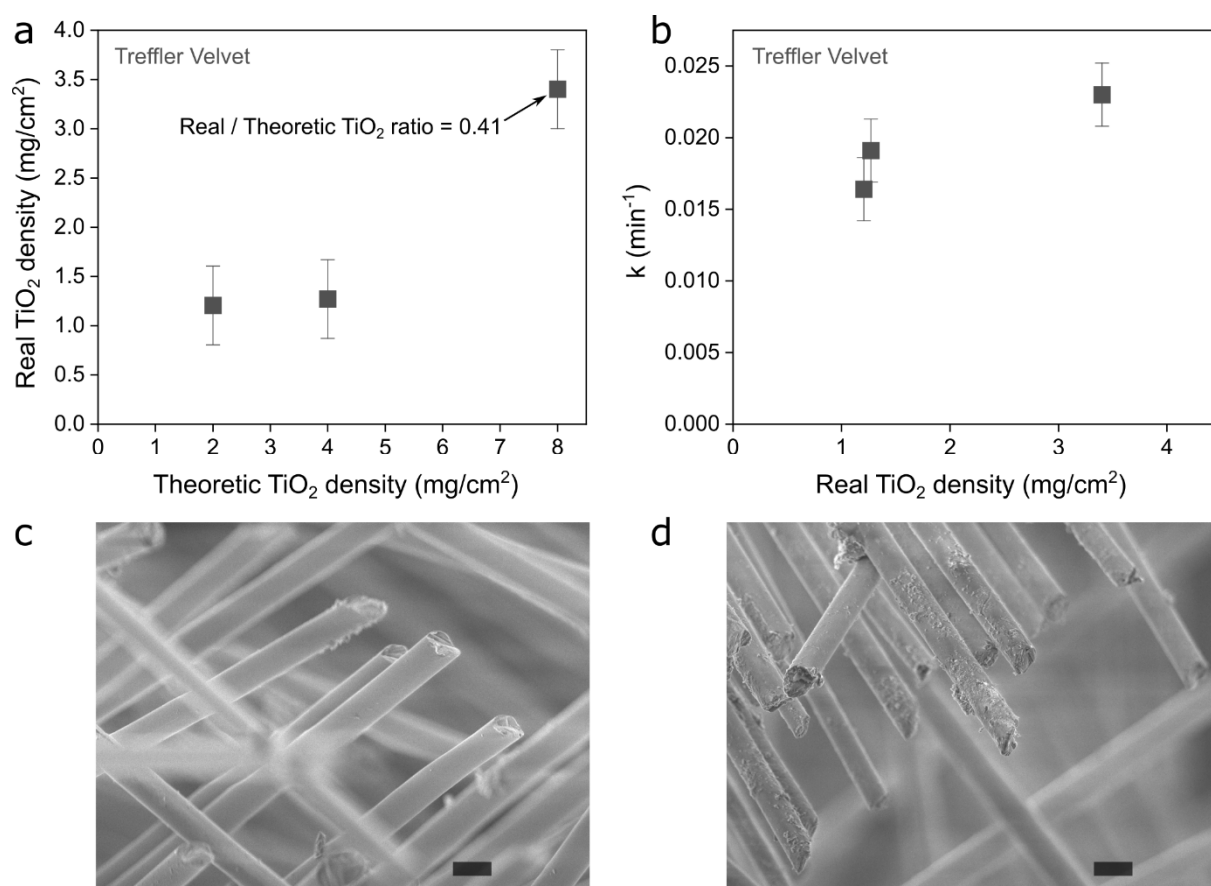 a
Treffler Velvet
Real / Theoretic TiO₂ ratio = 0.41
Real TiO₂ density (mg/cm²)
4.0
3.5
3.0
2.5
2.0
1.5
1.0
0.5
0.0
0 1 2 3 4 5 6 7 8
Theoretic TiO₂ density (mg/cm²)
b
Treffler Velvet
k (min⁻¹)
0.025
0.020
0.015
0.010
0.005
0.000
0 1 2 3 4
Real TiO₂ density (mg/cm²)
c
d